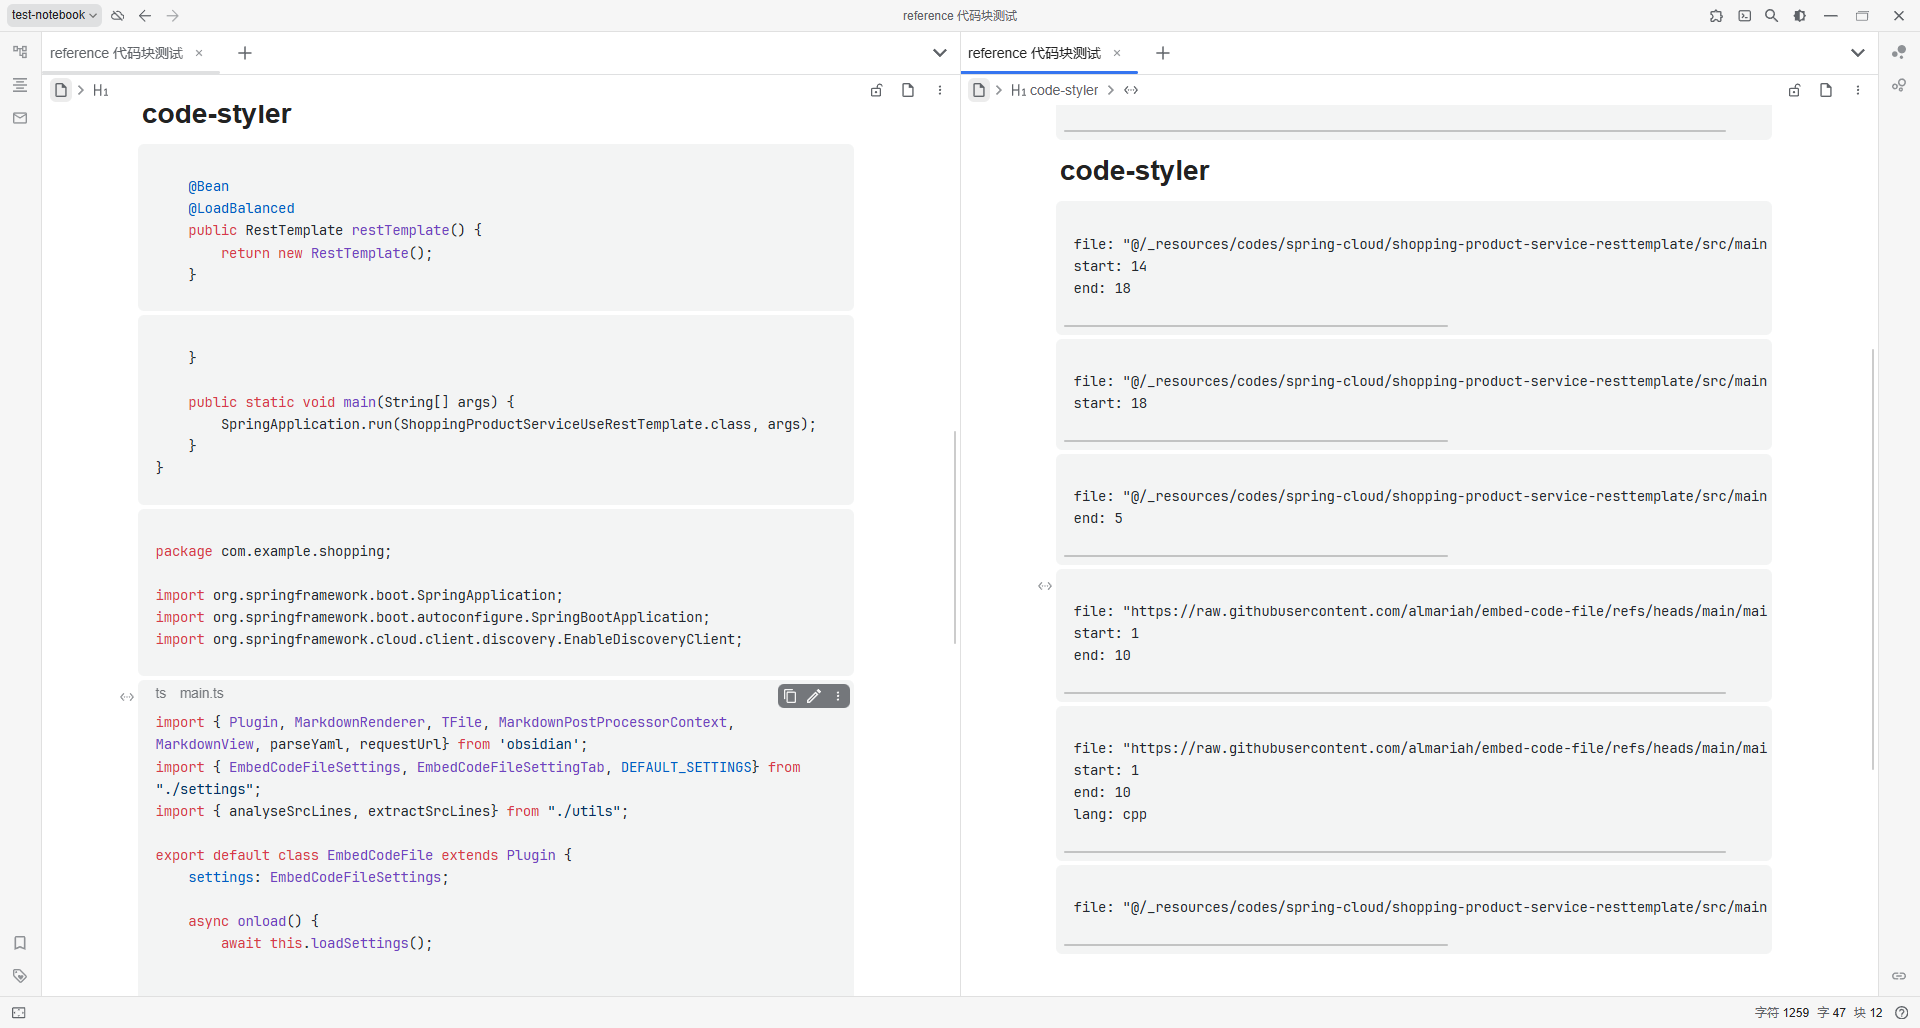 test-notebook
reference 代码块测试
reference 代码块测试
H1
code-styler
@Bean
@LoadBalanced
public RestTemplate restTemplate() {
return new RestTemplate();
}
}
public static void main(String[] args) {
SpringApplication.run(ShoppingProductServiceUseRestTemplate.class, args);
}
}
package com.example.shopping;
import org.springframework.boot.SpringApplication;
import org.springframework.boot.autoconfigure.SpringBootApplication;
import org.springframework.cloud.client.discovery.EnableDiscoveryClient;
ts main.ts
import { Plugin, MarkdownRenderer, TFile, MarkdownPostProcessorContext,
MarkdownView, parseYaml, requestUrl} from 'obsidian';
import { EmbedCodeFileSettings, EmbedCodeFileSettingTab, DEFAULT_SETTINGS} from
"./settings";
import { analyseSrcLines, extractSrcLines} from "./utils";
export default class EmbedCodeFile extends Plugin {
settings: EmbedCodeFileSettings;
async onload() {
await this.loadSettings();
reference 代码块测试
H1 code-styler
code-styler
file: "@/_resources/codes/spring-cloud/shopping-product-service-resttemplate/src/main
start: 14
end: 18
file: "@/_resources/codes/spring-cloud/shopping-product-service-resttemplate/src/main
start: 18
file: "@/_resources/codes/spring-cloud/shopping-product-service-resttemplate/src/main
end: 5
file: "https://raw.githubusercontent.com/almariah/embed-code-file/refs/heads/main/mai
start: 1
end: 10
file: "https://raw.githubusercontent.com/almariah/embed-code-file/refs/heads/main/mai
start: 1
end: 10
lang: cpp
file: "@/_resources/codes/spring-cloud/shopping-product-service-resttemplate/src/main
字符 1259 字 47 块 12